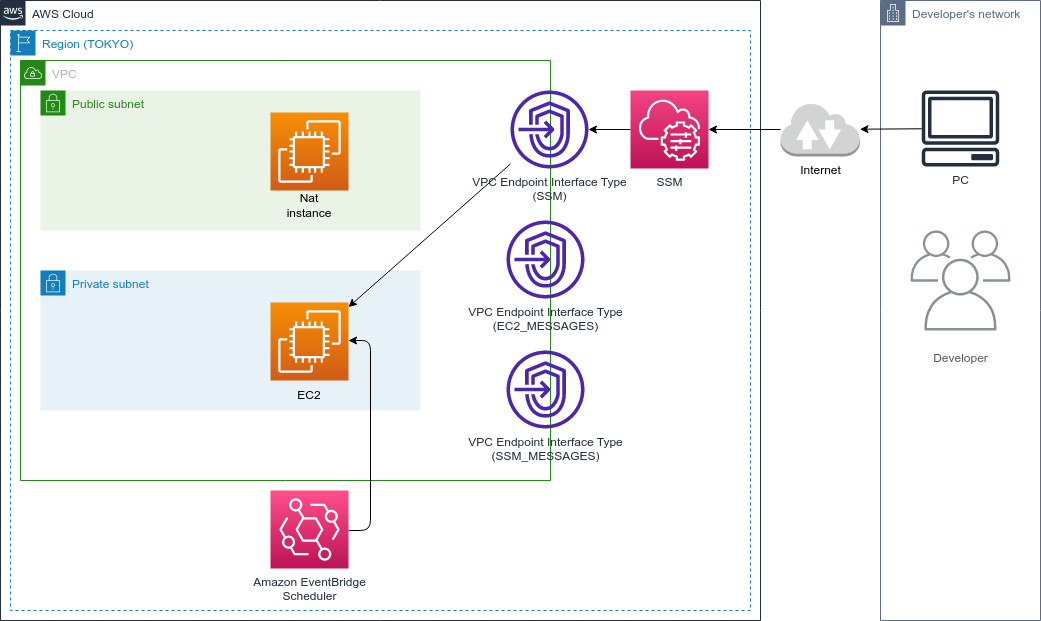 aws
AWS Cloud
Developer's network
Region (TOKYO)
VPC
Public subnet
Nat
instance
VPC Endpoint Interface Type
(SSM)
SSM
Internet
PC
Private subnet
EC2
VPC Endpoint Interface Type
(EC2_MESSAGES)
Developer
VPC Endpoint Interface Type
(SSM_MESSAGES)
Amazon EventBridge
Scheduler